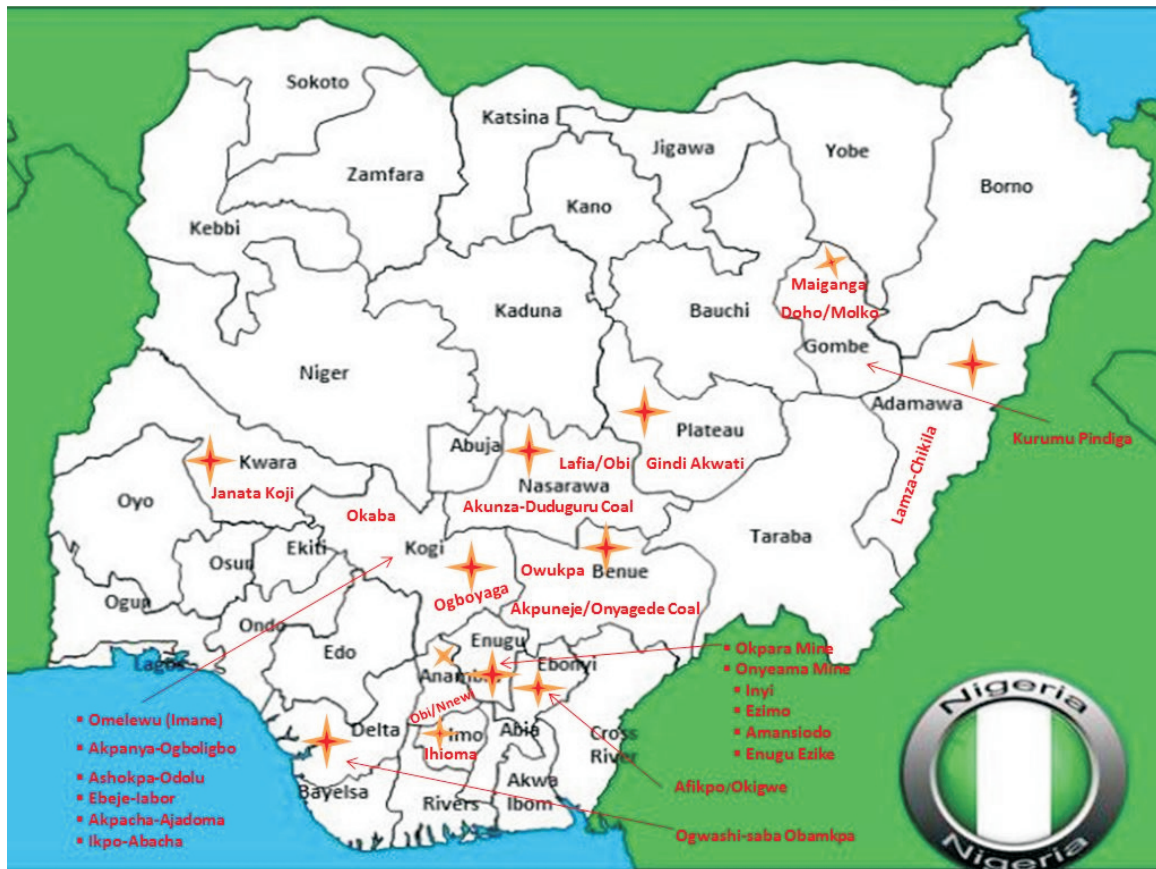 Sokoto
Katsina
Jigawa
Yobe
Zamfara
Borno
Kano
Kebbi
Maiganga
Kaduna
Bauchi
Doho/Molko
Gombe
Niger
Adamawa
Plateau
Kurumu Pindiga
Abuja
Kwara
Lafia/Obi
Gindi Akwati
Lamza-Chikila
Nasarawa
Janata Koji
Oyo
Okaba
Akunza-Duduguru Coal
Taraba
Ekiti
Kogi
Osun
Owukpa
Benue
Ogboyaga
Ogun
Akpuneje/Onyagede Coal
Ondo
Enugu
Edo
Lagos
Ebonyi
Anambra
▪ Okpara Mine
▪ Onyeama Mine
▪ Inyi
▪ Ezimo
▪ Amansiodo
▪ Enugu Ezike
Obi/Nnewi
Delta
Imo
Abia
Cross
River
Ihioma
▪ Omelewu (Imane)
▪ Akpanya-Ogboligbo
▪ Ashokpa-Odolu
▪ Ebeje-Iabor
▪ Akpacha-Ajadoma
▪ Ikpo-Abacha
Afikpo/Okigwe
Bayelsa
Rivers
Akwa
Ibom
Ogwashi-saba Obamkpa
Nigeria
Nigeria